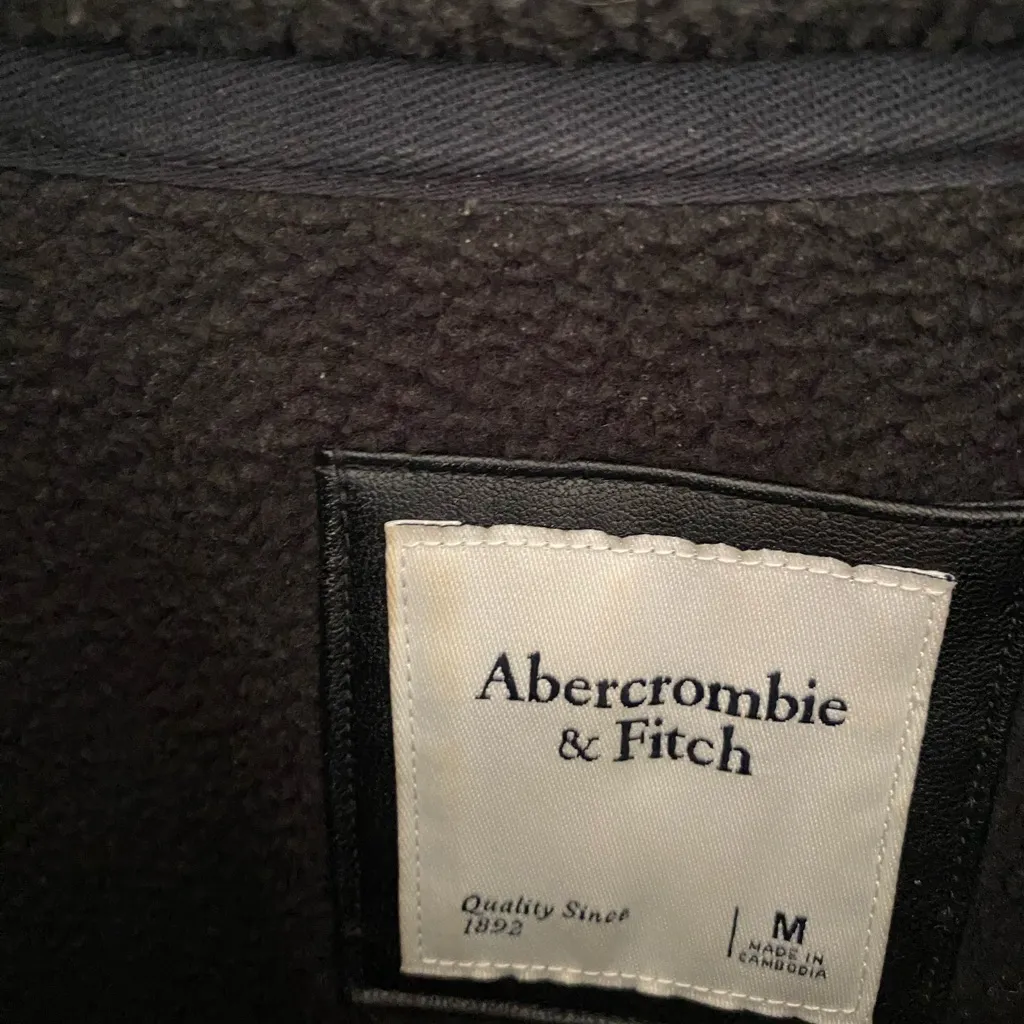 Abercrombie
& Fitch
Quality Since
1892
M
MADE IN
CAMBODIA